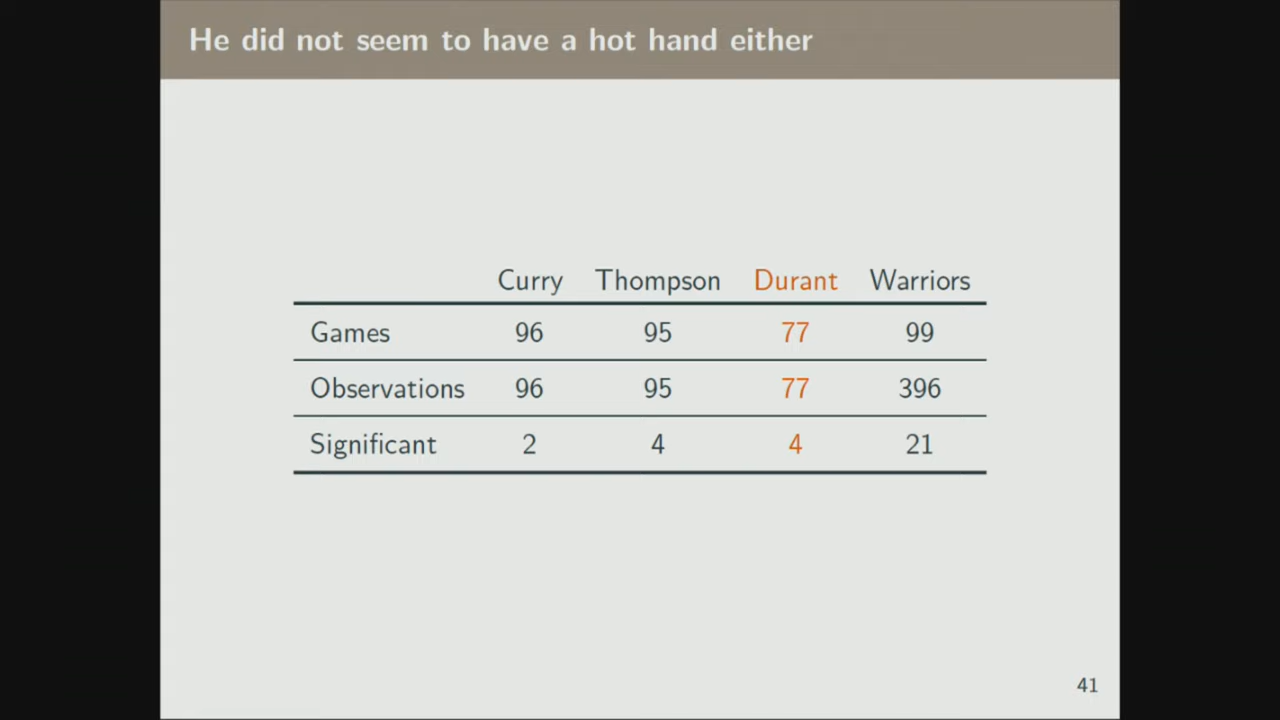 He did not seem to have a hot hand either
Curry Thompson Durant Warriors
Games 96 95 77 99
Observations 96 95 77 396
Significant 2 4 4 21
41